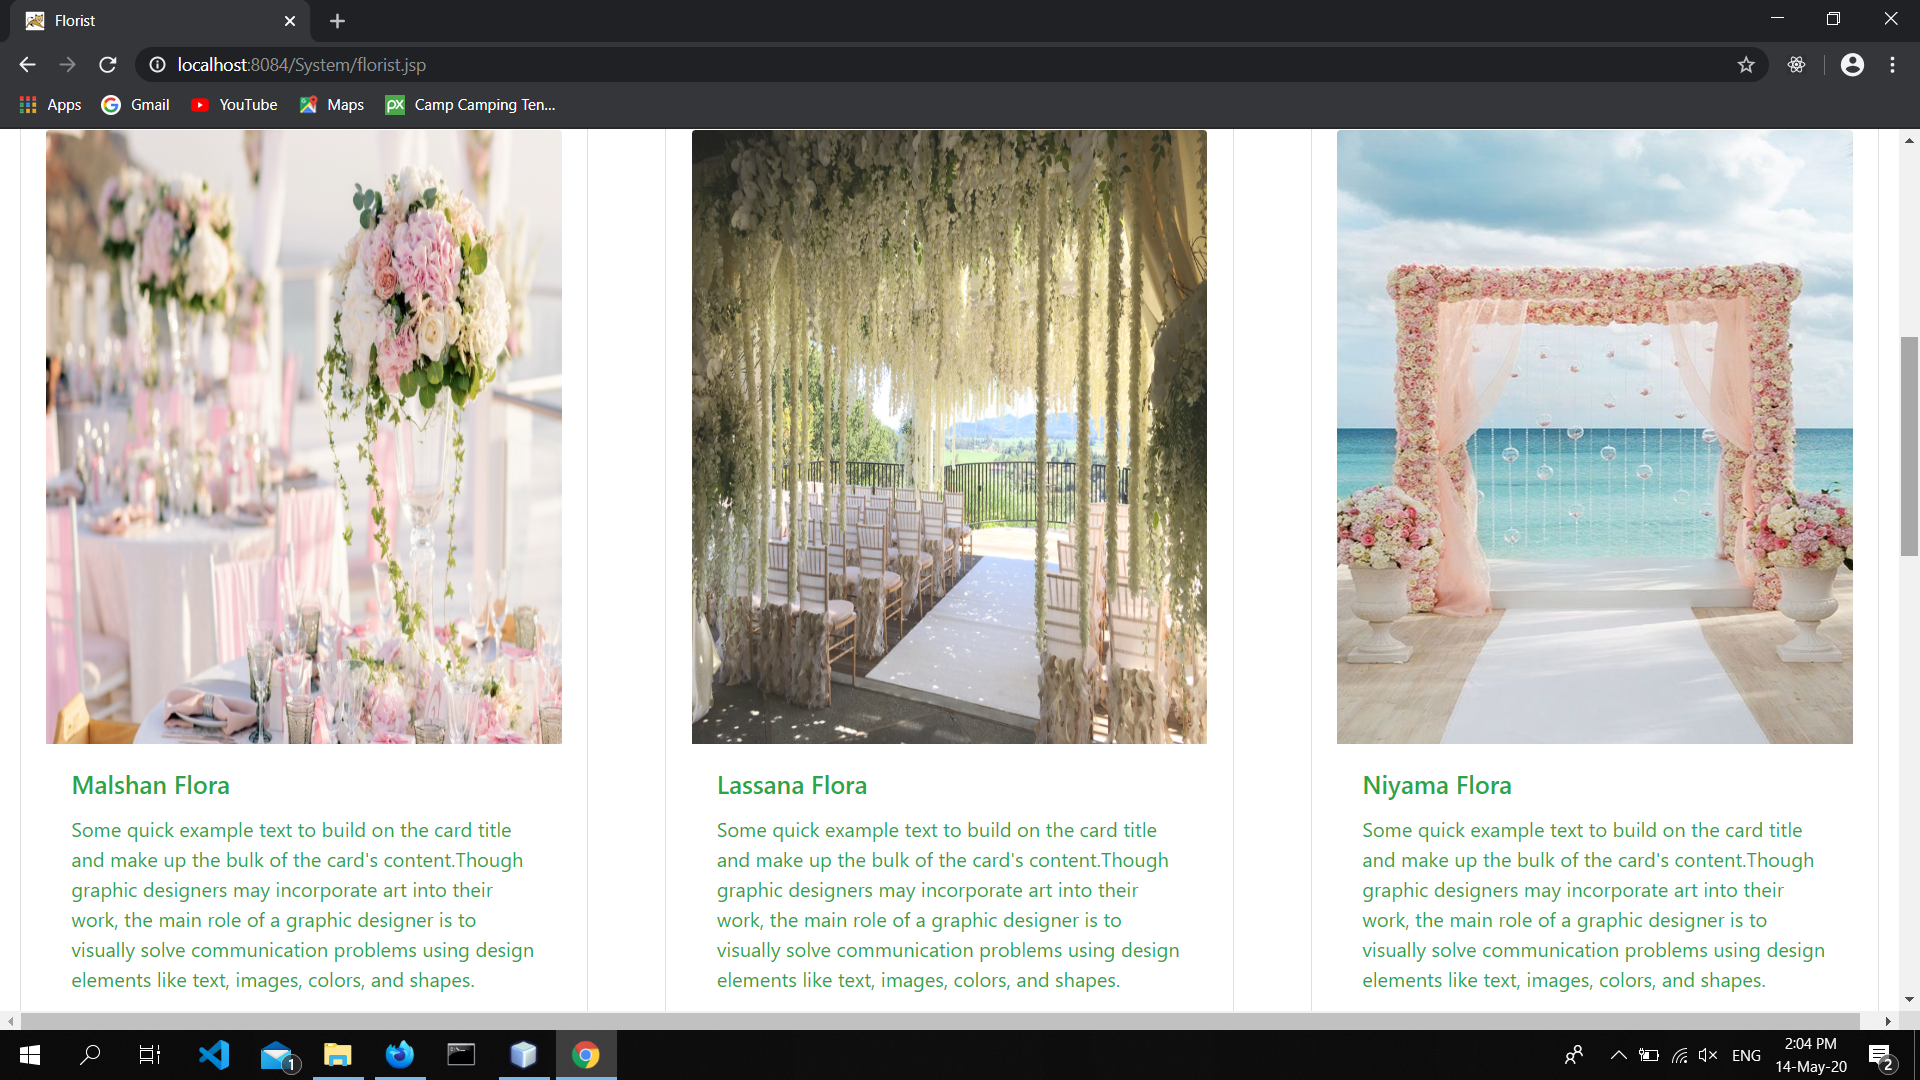 Florist
localhost:8084/System/florist.jsp
Apps Gmail YouTube Maps Camp Camping Ten...
Malshan Flora
Some quick example text to build on the card title
and make up the bulk of the card's content.Though
graphic designers may incorporate art into their
work, the main role of a graphic designer is to
visually solve communication problems using design
elements like text, images, colors, and shapes.
Lassana Flora
Some quick example text to build on the card title
and make up the bulk of the card's content.Though
graphic designers may incorporate art into their
work, the main role of a graphic designer is to
visually solve communication problems using design
elements like text, images, colors, and shapes.
Niyama Flora
Some quick example text to build on the card title
and make up the bulk of the card's content.Though
graphic designers may incorporate art into their
work, the main role of a graphic designer is to
visually solve communication problems using design
elements like text, images, colors, and shapes.
1
ENG
2:04 PM
14-May-20
2